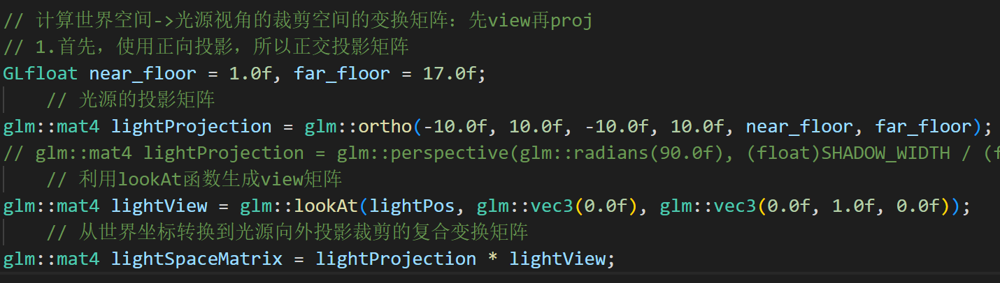 // 计算世界空间->光源视角的裁剪空间的变换矩阵：先view再proj
// 1.首先，使用正向投影，所以正交投影矩阵
GLfloat near_floor = 1.0f, far_floor = 17.0f;
// 光源的投影矩阵
glm::mat4 lightProjection = glm::ortho(-10.0f, 10.0f, -10.0f, 10.0f, near_floor, far_floor);
// glm::mat4 lightProjection = glm::perspective(glm::radians(90.0f), (float)SHADOW_WIDTH / (f
// 利用lookAt函数生成view矩阵
glm::mat4 lightView = glm::lookAt(lightPos, glm::vec3(0.0f), glm::vec3(0.0f, 1.0f, 0.0f));
// 从世界坐标转换到光源向外投影裁剪的复合变换矩阵
glm::mat4 lightSpaceMatrix = lightProjection * lightView;